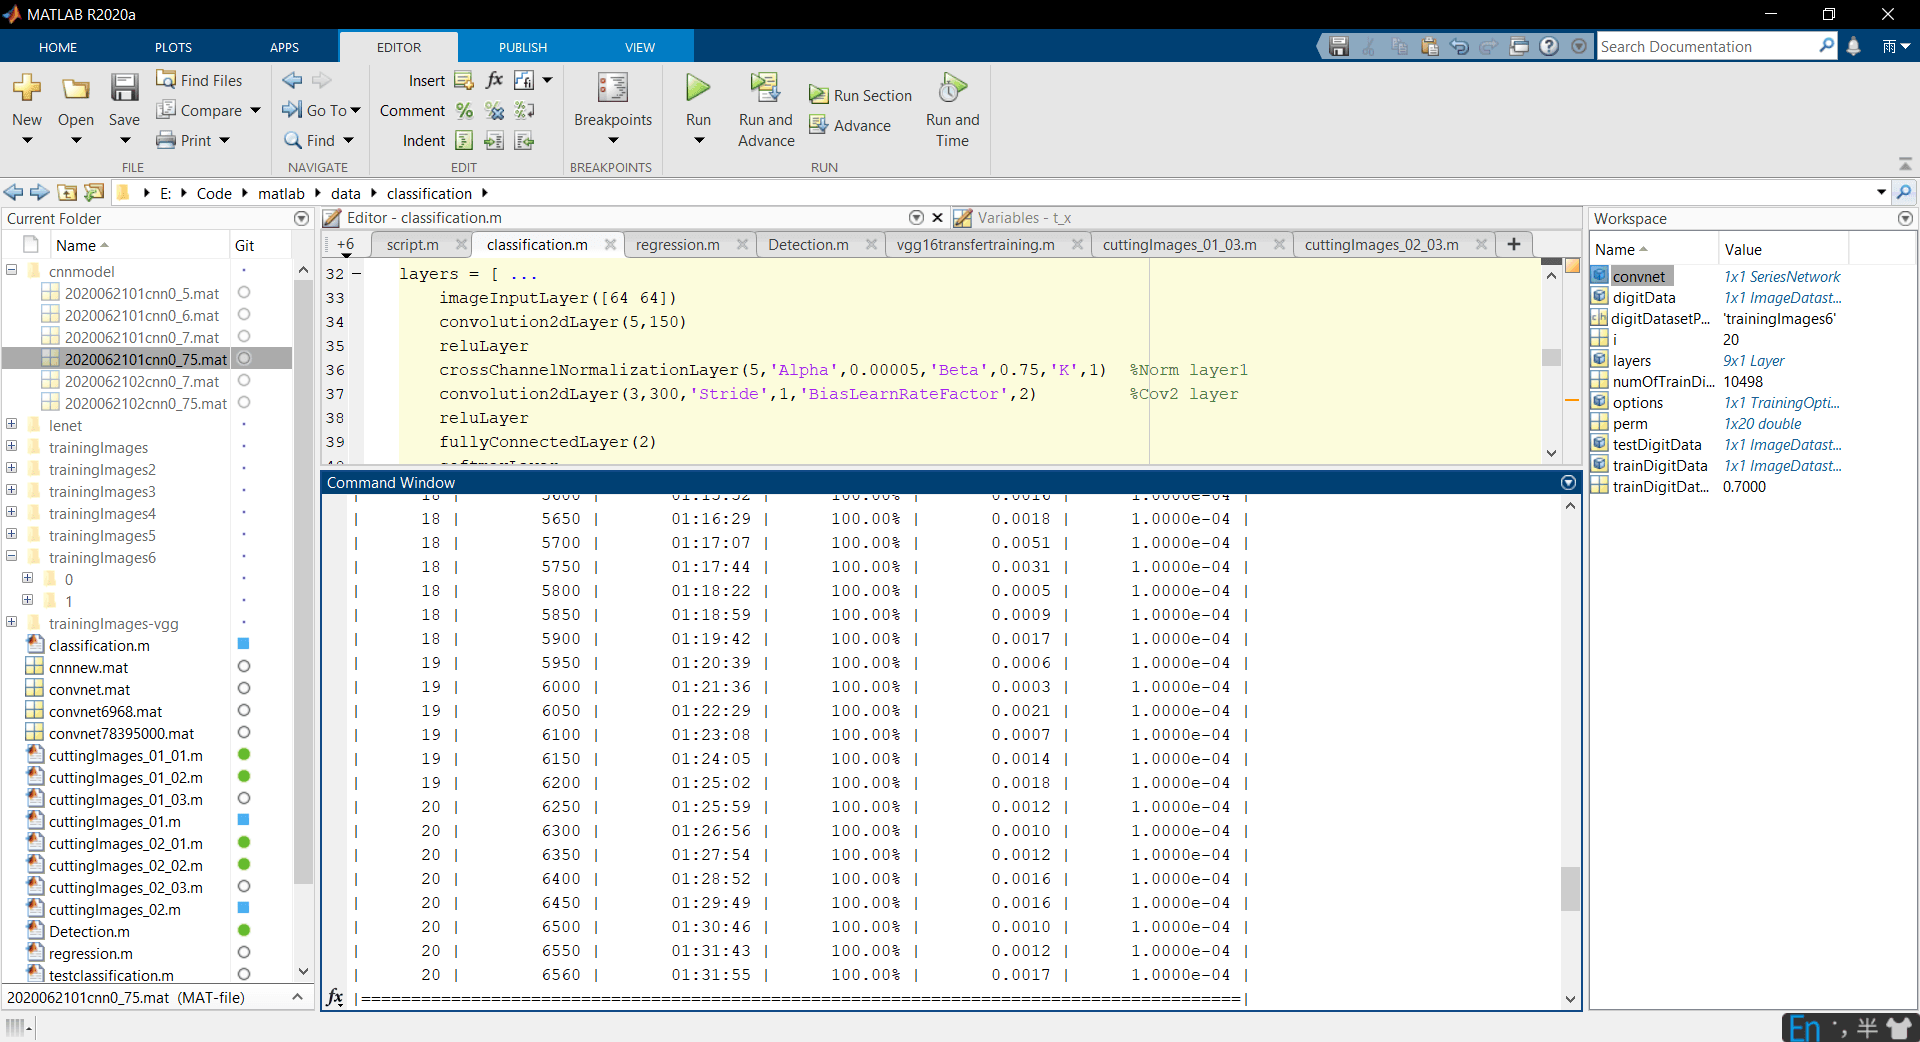 MATLAB R2020a
HOME PLOTS APPS EDITOR PUBLISH VIEW
Search Documentation
雨
New Open Save Find Files Compare Print
FILE
Go To Find
NAVIGATE
Insert fx
Comment
Indent
EDIT
Breakpoints
BREAKPOINTS
Run Run and Advance Run Section Advance Run and Time
RUN
E: Code matlab data classification
Current Folder
Name Git
cnnmodel
2020062101cnn0_5.mat
2020062101cnn0_6.mat
2020062101cnn0_7.mat
2020062101cnn0_75.mat
2020062102cnn0_7.mat
2020062102cnn0_75.mat
lenet
trainingImages
trainingImages2
trainingImages3
trainingImages4
trainingImages5
trainingImages6
0
1
trainingImages-vgg
classification.m
cnnnew.mat
convnet.mat
convnet6968.mat
convnet78395000.mat
cuttingImages_01_01.m
cuttingImages_01_02.m
cuttingImages_01_03.m
cuttingImages_01.m
cuttingImages_02_01.m
cuttingImages_02_02.m
cuttingImages_02_03.m
cuttingImages_02.m
Detection.m
regression.m
testclassification.m
2020062101cnn0_75.mat (MAT-file)
Editor - classification.m
Variables - t_x
+6 script.m classification.m regression.m Detection.m vgg16transfertraining.m cuttingImages_01_03.m cuttingImages_02_03.m
32 layers = [ ...
33 imageInputLayer([64 64])
34 convolution2dLayer(5,150)
35 reluLayer
36 crossChannelNormalizationLayer(5,'Alpha',0.00005,'Beta',0.75,'K',1) %Norm layer1
37 convolution2dLayer(3,300,'Stride',1,'BiasLearnRateFactor',2) %Cov2 layer
38 reluLayer
39 fullyConnectedLayer(2)
Command Window
| 18 | 5650 | 01:16:29 | 100.00% | 0.0018 | 1.0000e-04 |
| 18 | 5700 | 01:17:07 | 100.00% | 0.0051 | 1.0000e-04 |
| 18 | 5750 | 01:17:44 | 100.00% | 0.0031 | 1.0000e-04 |
| 18 | 5800 | 01:18:22 | 100.00% | 0.0005 | 1.0000e-04 |
| 18 | 5850 | 01:18:59 | 100.00% | 0.0009 | 1.0000e-04 |
| 18 | 5900 | 01:19:42 | 100.00% | 0.0017 | 1.0000e-04 |
| 19 | 5950 | 01:20:39 | 100.00% | 0.0006 | 1.0000e-04 |
| 19 | 6000 | 01:21:36 | 100.00% | 0.0003 | 1.0000e-04 |
| 19 | 6050 | 01:22:29 | 100.00% | 0.0021 | 1.0000e-04 |
| 19 | 6100 | 01:23:08 | 100.00% | 0.0007 | 1.0000e-04 |
| 19 | 6150 | 01:24:05 | 100.00% | 0.0014 | 1.0000e-04 |
| 19 | 6200 | 01:25:02 | 100.00% | 0.0018 | 1.0000e-04 |
| 20 | 6250 | 01:25:59 | 100.00% | 0.0012 | 1.0000e-04 |
| 20 | 6300 | 01:26:56 | 100.00% | 0.0010 | 1.0000e-04 |
| 20 | 6350 | 01:27:54 | 100.00% | 0.0012 | 1.0000e-04 |
| 20 | 6400 | 01:28:52 | 100.00% | 0.0016 | 1.0000e-04 |
| 20 | 6450 | 01:29:49 | 100.00% | 0.0016 | 1.0000e-04 |
| 20 | 6500 | 01:30:46 | 100.00% | 0.0010 | 1.0000e-04 |
| 20 | 6550 | 01:31:43 | 100.00% | 0.0012 | 1.0000e-04 |
| 20 | 6560 | 01:31:55 | 100.00% | 0.0017 | 1.0000e-04 |
fx |========================================================================================|
Workspace
Name Value
convnet 1x1 SeriesNetwork
digitData 1x1 ImageDatast...
digitDatasetP... 'trainingImages6'
i 20
layers 9x1 Layer
numOfTrainDi... 10498
options 1x1 TrainingOpti...
perm 1x20 double
testDigitData 1x1 ImageDatast...
trainDigitData 1x1 ImageDatast...
trainDigitDat... 0.7000
En 半